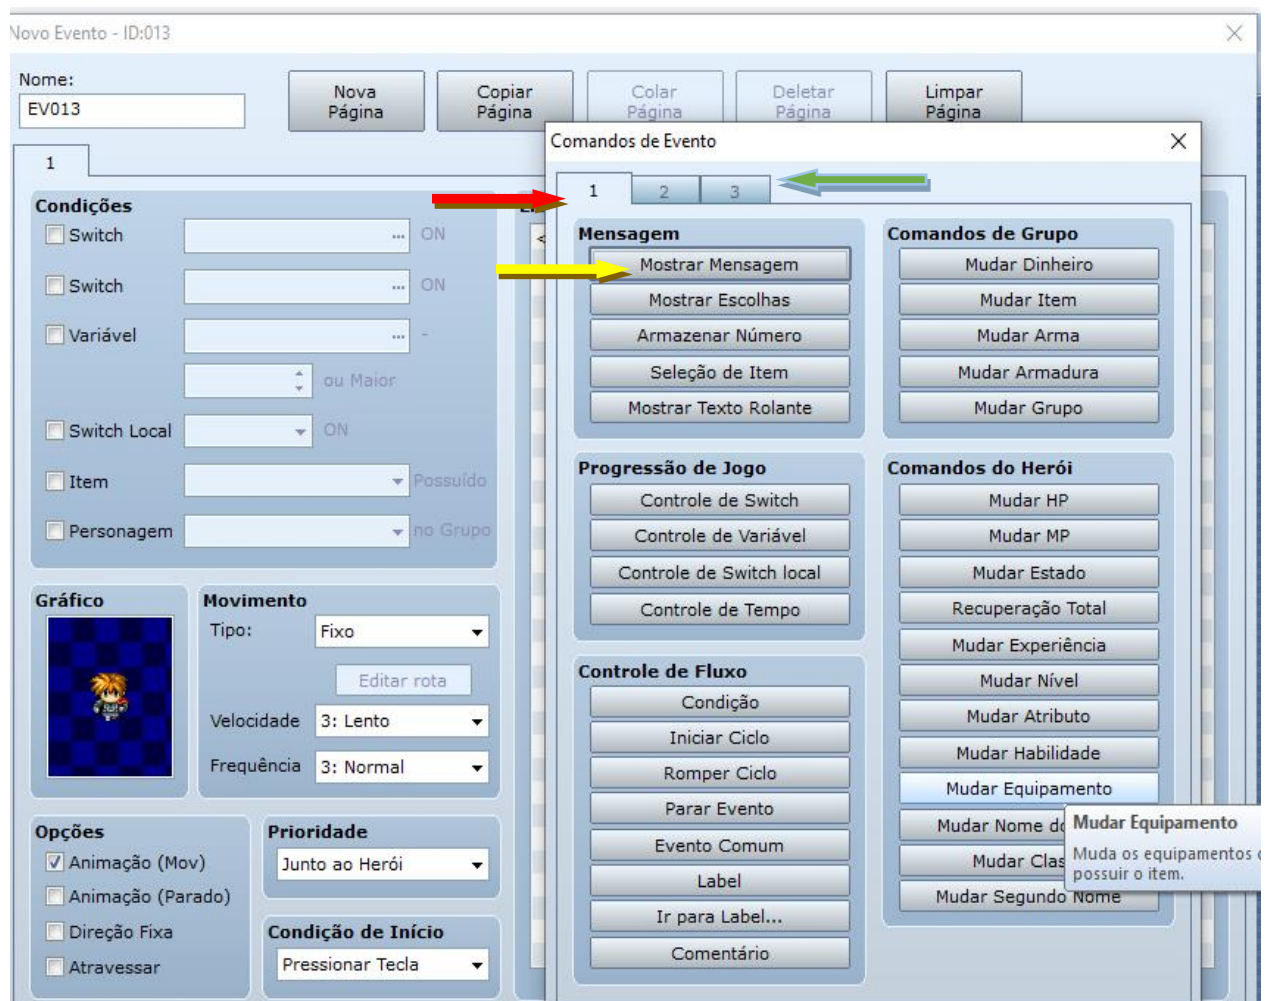 Novo Evento - ID:013
Nome:
EV013
Nova
Página
Copiar
Página
Colar
Página
Deletar
Página
Limpar
Página
1
Condições
Switch
... ON
Switch
... ON
Variável
... -
ou Maior
Switch Local
ON
Item
Possuído
Personagem
no Grupo
Gráfico
Movimento
Tipo:
Fixo
Editar rota
Velocidade
3: Lento
Frequência
3: Normal
Opções
Animação (Mov)
Animação (Parado)
Direção Fixa
Atravessar
Prioridade
Junto ao Herói
Condição de Início
Pressionar Tecla
Comandos de Evento
1 2 3
Mensagem
Mostrar Mensagem
Mostrar Escolhas
Armazenar Número
Seleção de Item
Mostrar Texto Rolante
Progressão de Jogo
Controle de Switch
Controle de Variável
Controle de Switch local
Controle de Tempo
Controle de Fluxo
Condição
Iniciar Ciclo
Romper Ciclo
Parar Evento
Evento Comum
Label
Ir para Label...
Comentário
Comandos de Grupo
Mudar Dinheiro
Mudar Item
Mudar Arma
Mudar Armadura
Mudar Grupo
Comandos do Herói
Mudar HP
Mudar MP
Mudar Estado
Recuperação Total
Mudar Experiência
Mudar Nível
Mudar Atributo
Mudar Habilidade
Mudar Equipamento
Mudar Nome
Mudar
Mudar Segundo Nome
Mudar Equipamento
Muda os equipamentos
possuir o item.